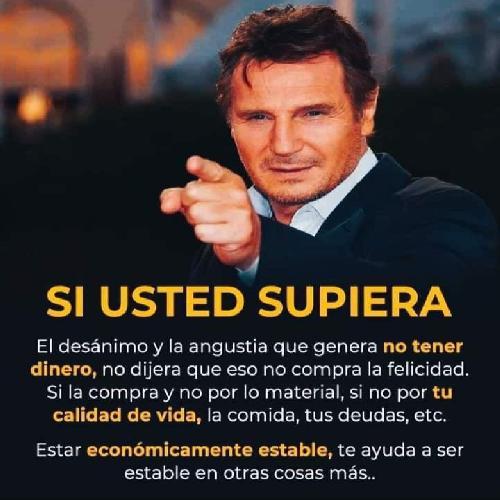 SI USTED SUPIERA
El desánimo y la angustia que genera no tener
dinero, no dijera que eso no compra la felicidad.
Si la compra y no por lo material, si no por tu
calidad de vida, la comida, tus deudas, etc.
Estar económicamente estable, te ayuda a ser
estable en otras cosas más..